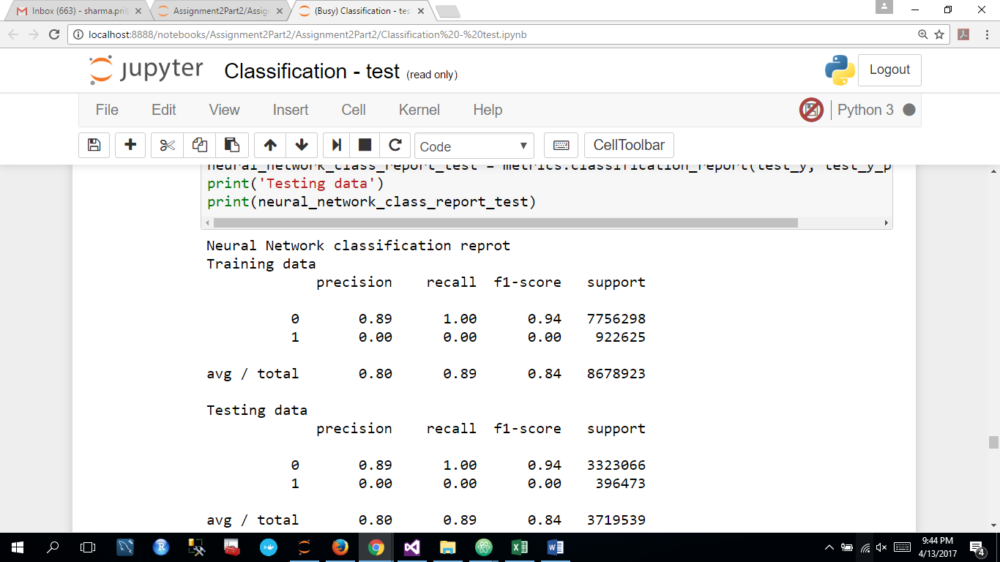 Inbox (663) - sharma.pri
Assignment2Part2/Assig
(Busy) Classification - tes
localhost:8888/notebooks/Assignment2Part2/Assignment2Part2/Classification%20-%20test.ipynb
jupyter Classification - test (read only)
Logout
File Edit View Insert Cell Kernel Help
Python 3
Code
CellToolbar
neural_network_class_report_test = metrics.classification_report(test_y, test_y_p
print('Testing data')
print(neural_network_class_report_test)
Neural Network classification reprot
Training data
precision recall f1-score support
0 0.89 1.00 0.94 7756298
1 0.00 0.00 0.00 922625
avg / total 0.80 0.89 0.84 8678923
Testing data
precision recall f1-score support
0 0.89 1.00 0.94 3323066
1 0.00 0.00 0.00 396473
avg / total 0.80 0.89 0.84 3719539
9:44 PM
4/13/2017
4